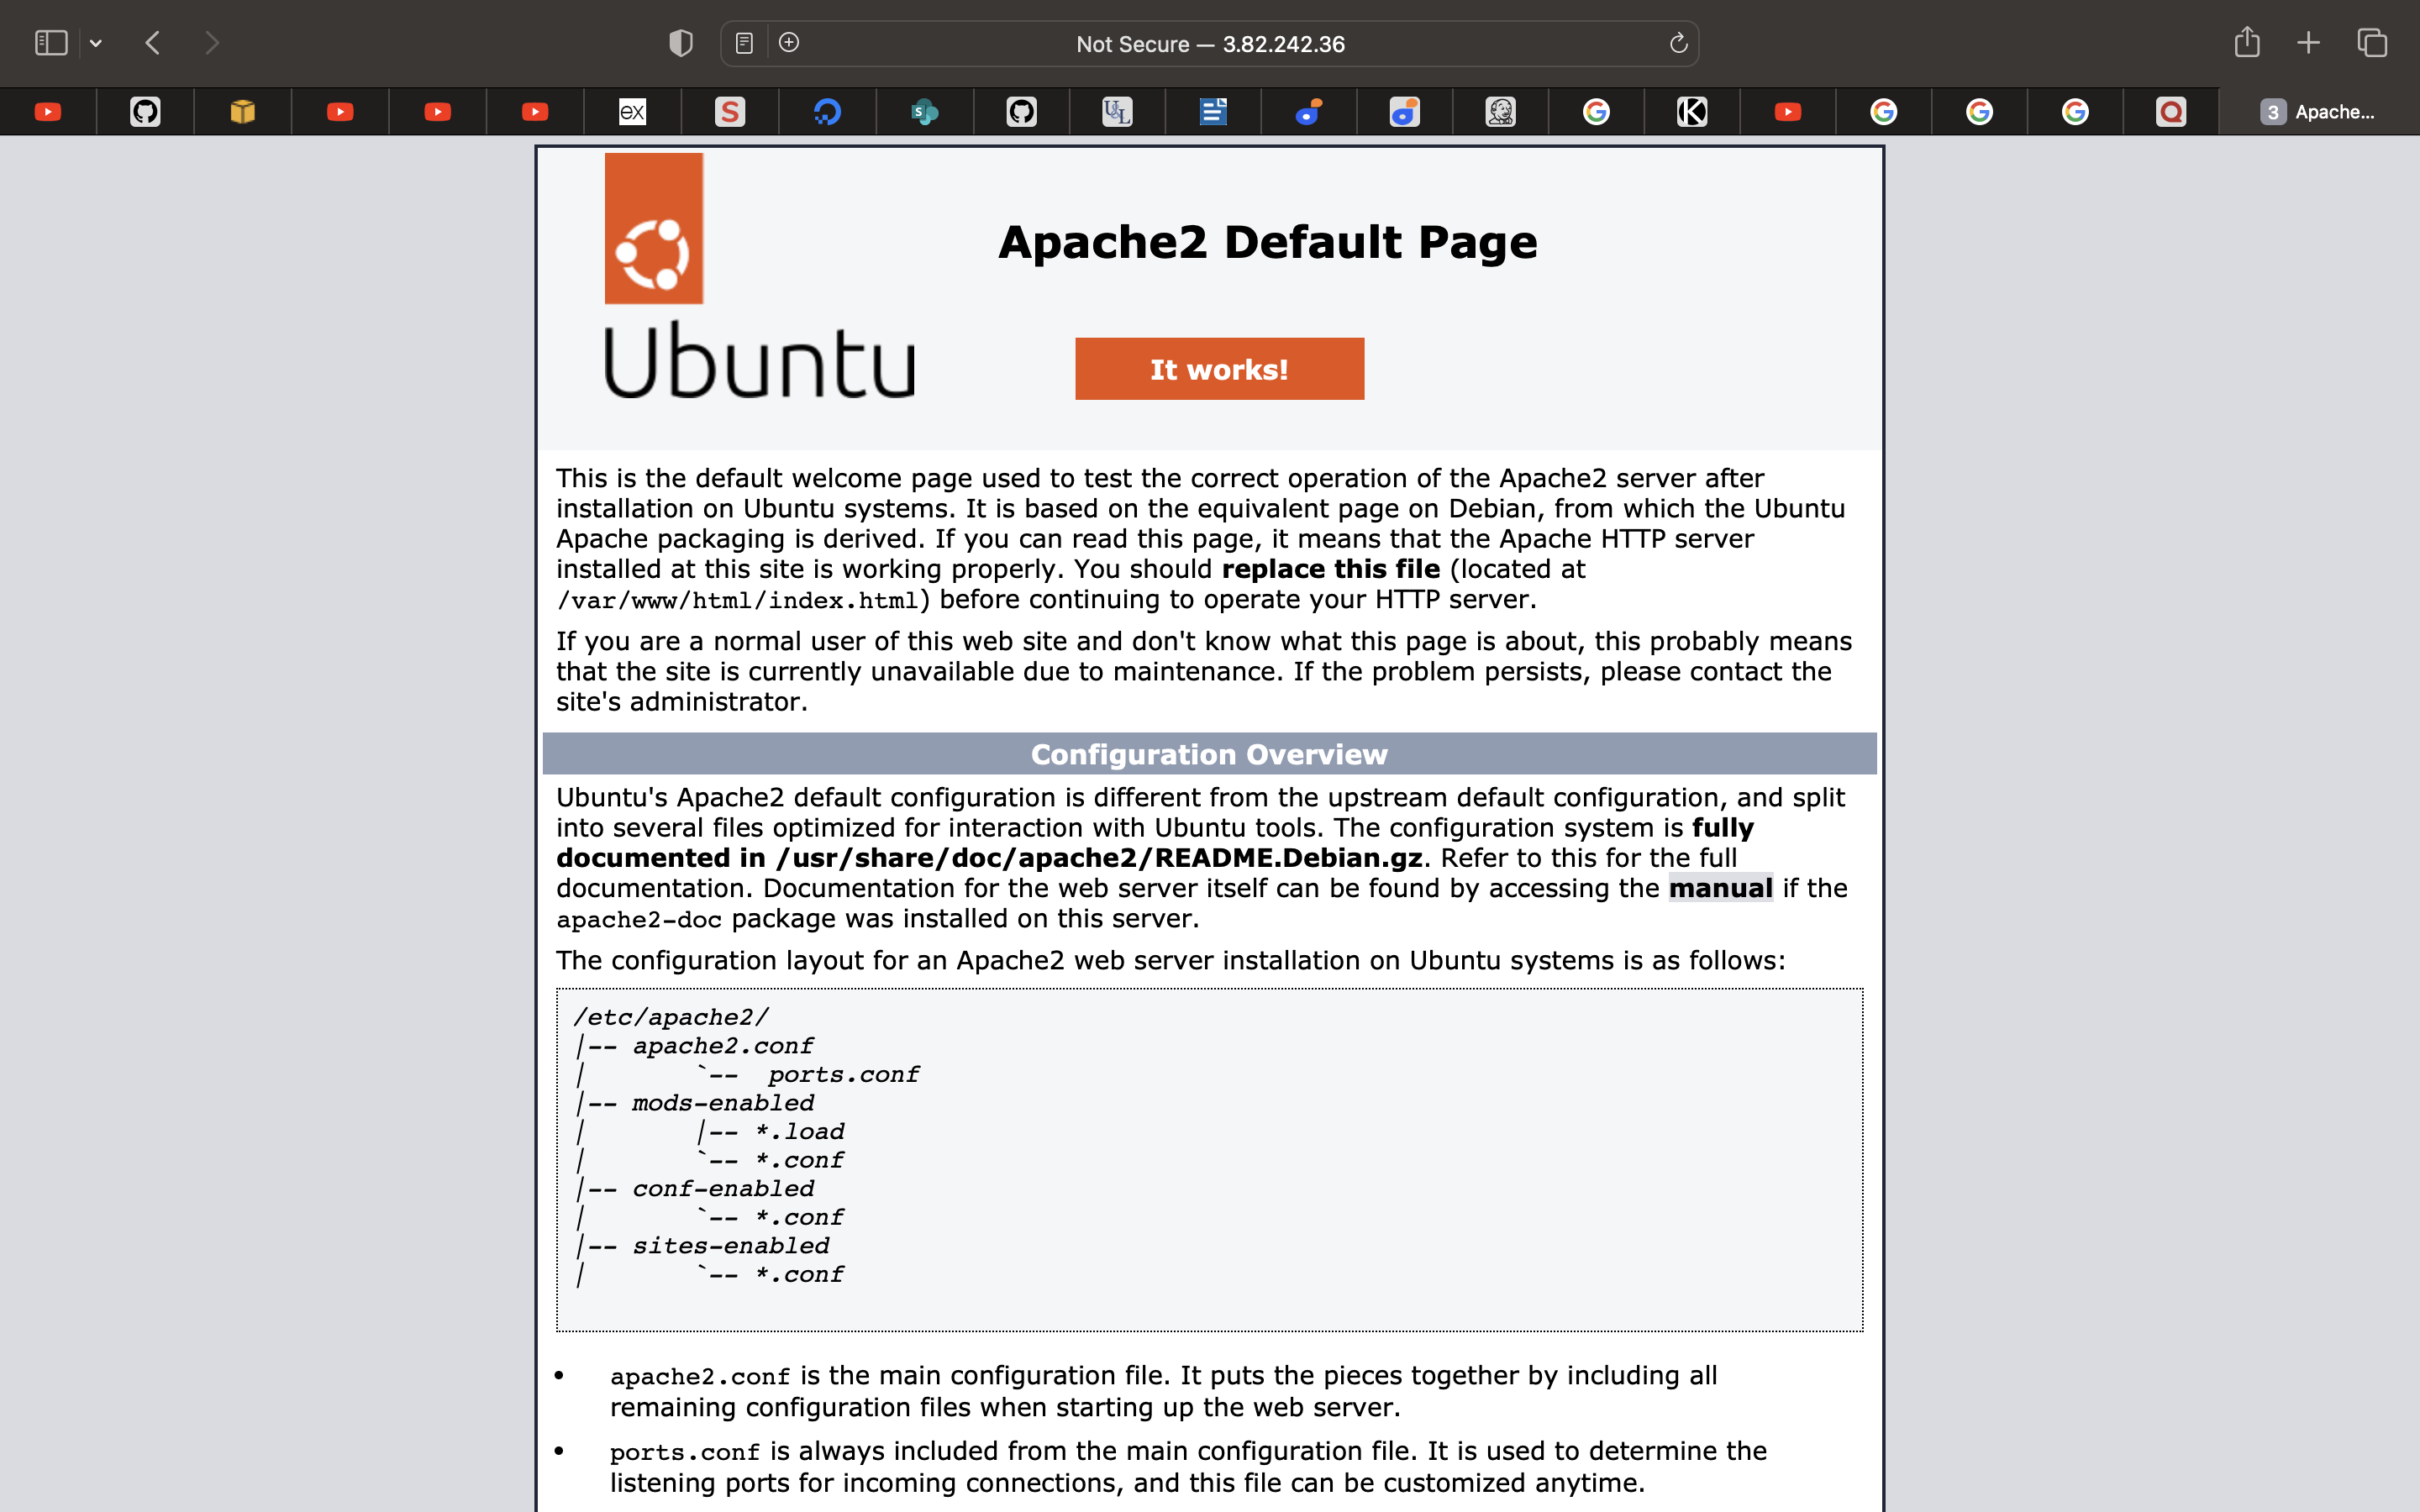 Not Secure — 3.82.242.36
ex
S
S
U&L
K
Q
3 Apache...
Ubuntu
Apache2 Default Page
It works!
This is the default welcome page used to test the correct operation of the Apache2 server after
installation on Ubuntu systems. It is based on the equivalent page on Debian, from which the Ubuntu
Apache packaging is derived. If you can read this page, it means that the Apache HTTP server
installed at this site is working properly. You should replace this file (located at
/var/www/html/index.html) before continuing to operate your HTTP server.
If you are a normal user of this web site and don't know what this page is about, this probably means
that the site is currently unavailable due to maintenance. If the problem persists, please contact the
site's administrator.
Configuration Overview
Ubuntu's Apache2 default configuration is different from the upstream default configuration, and split
into several files optimized for interaction with Ubuntu tools. The configuration system is fully
documented in /usr/share/doc/apache2/README.Debian.gz. Refer to this for the full
documentation. Documentation for the web server itself can be found by accessing the manual if the
apache2-doc package was installed on this server.
The configuration layout for an Apache2 web server installation on Ubuntu systems is as follows:
/etc/apache2/
|-- apache2.conf
|       `--  ports.conf
|-- mods-enabled
|       |-- *.load
|       `-- *.conf
|-- conf-enabled
|       `-- *.conf
|-- sites-enabled
|       `-- *.conf
• apache2.conf is the main configuration file. It puts the pieces together by including all
remaining configuration files when starting up the web server.
• ports.conf is always included from the main configuration file. It is used to determine the
listening ports for incoming connections, and this file can be customized anytime.